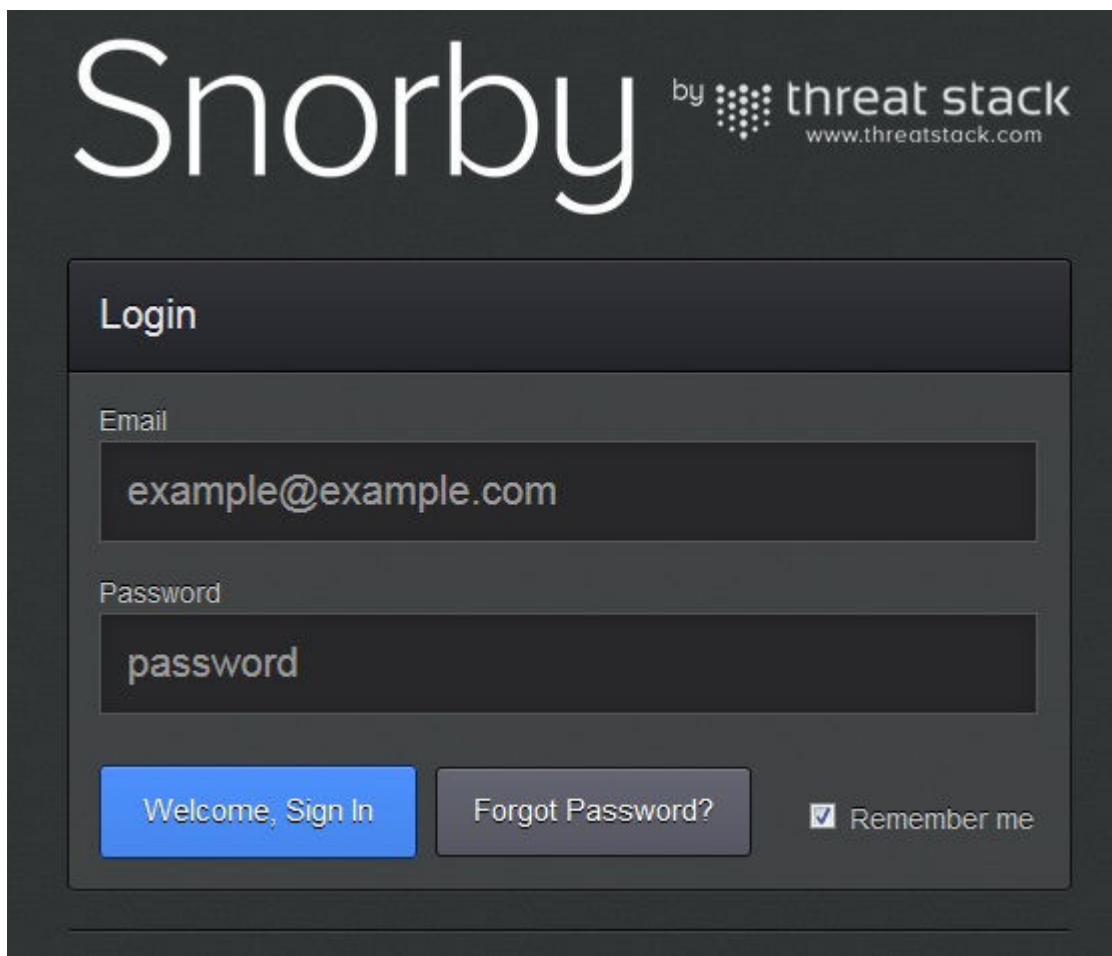 Snorby by threat stack
www.threatstack.com
Login
Email
example@example.com
Password
password
Welcome, Sign In Forgot Password? Remember me